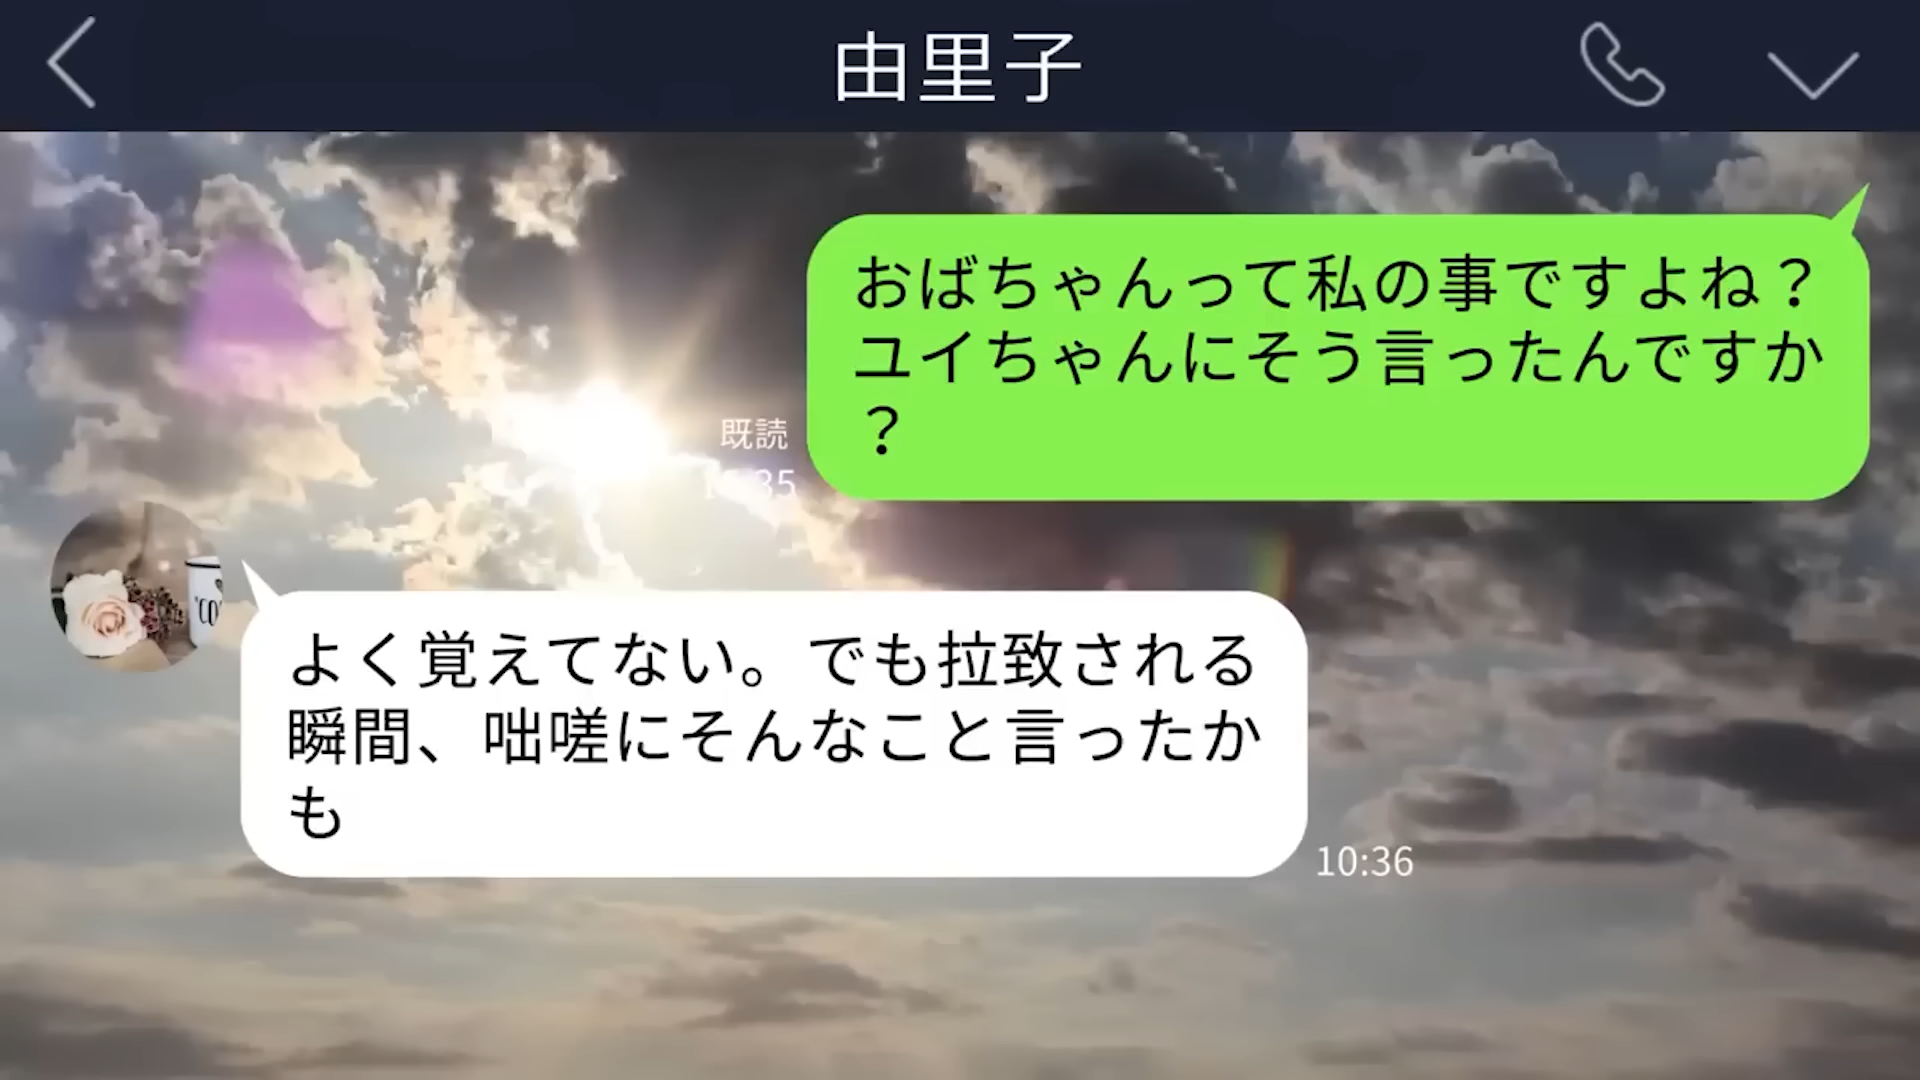 由里子
おばちゃんって私の事ですよね？
ユイちゃんにそう言ったんですか
？
既読
よく覚えてない。でも拉致される
瞬間、咄嗟にそんなこと言ったか
も
10:36